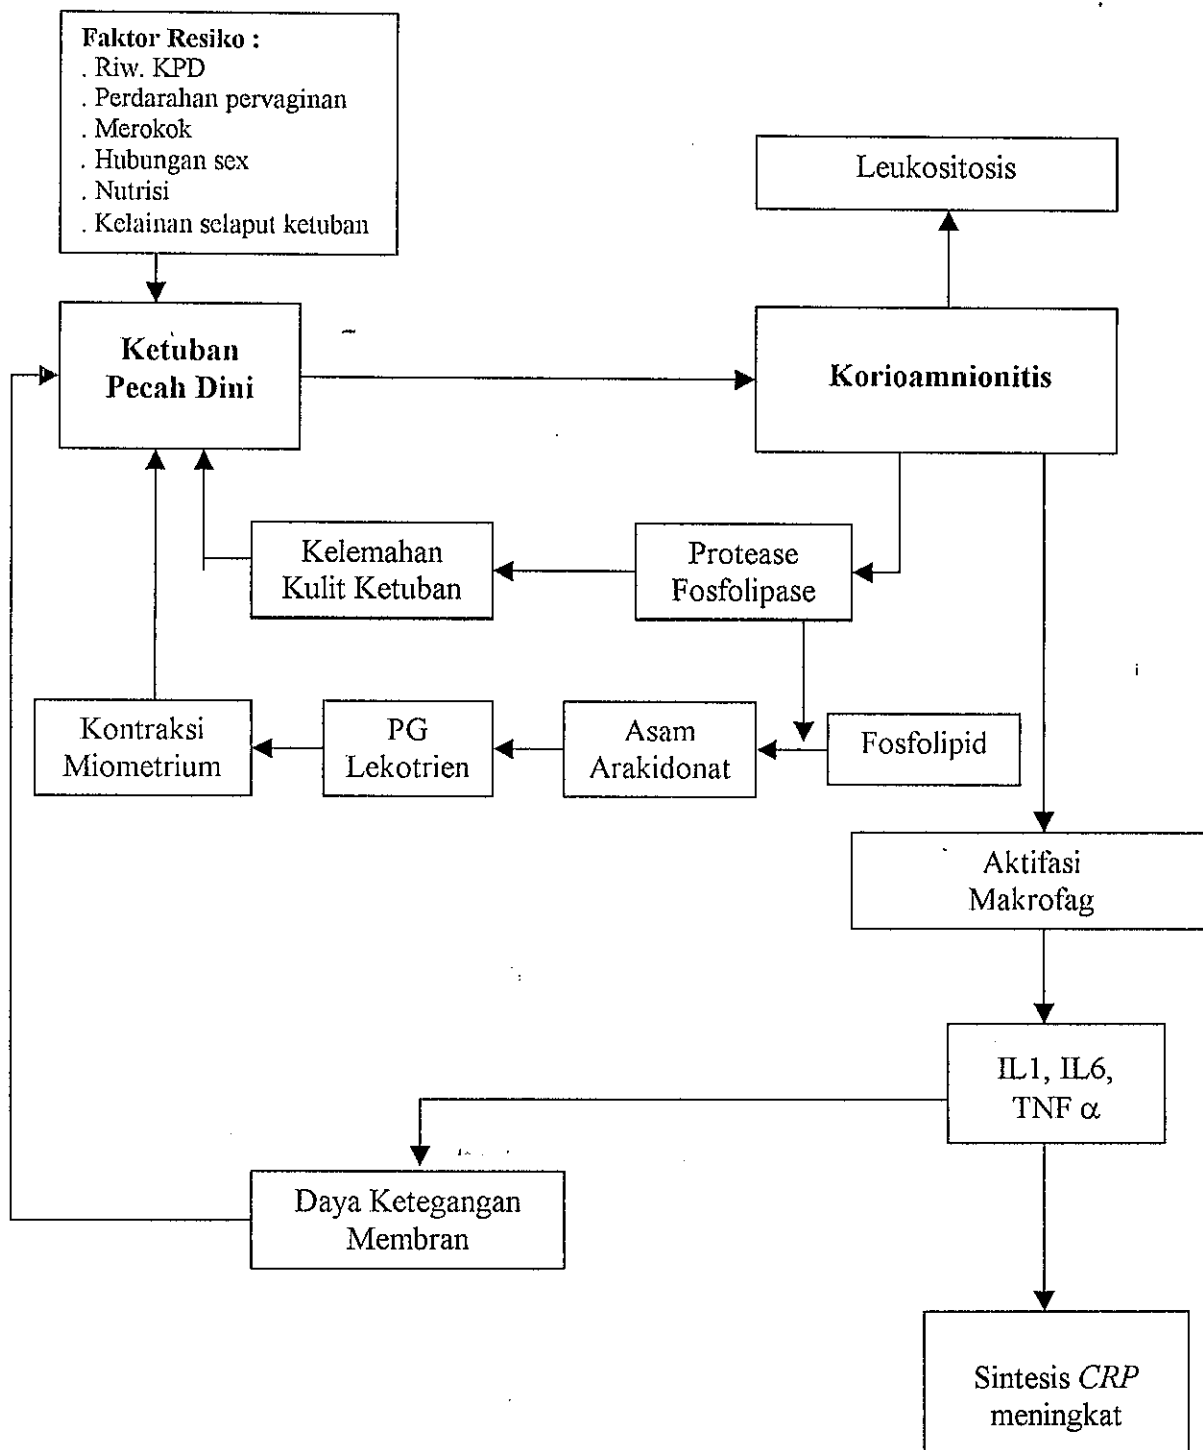 Faktor Resiko :
. Riw. KPD
. Perdarahan pervaginan
. Merokok
. Hubungan sex
. Nutrisi
. Kelainan selaput ketuban
Leukositosis
Ketuban
Pecah Dini
Korioamnionitis
Kelemahan
Kulit Ketuban
Protease
Fosfolipase
Kontraksi
Miometrium
PG
Lekotrien
Asam
Arakidonat
Fosfolipid
Aktifasi
Makrofag
IL1, IL6,
TNF α
Daya Ketegangan
Membran
Sintesis CRP
meningkat